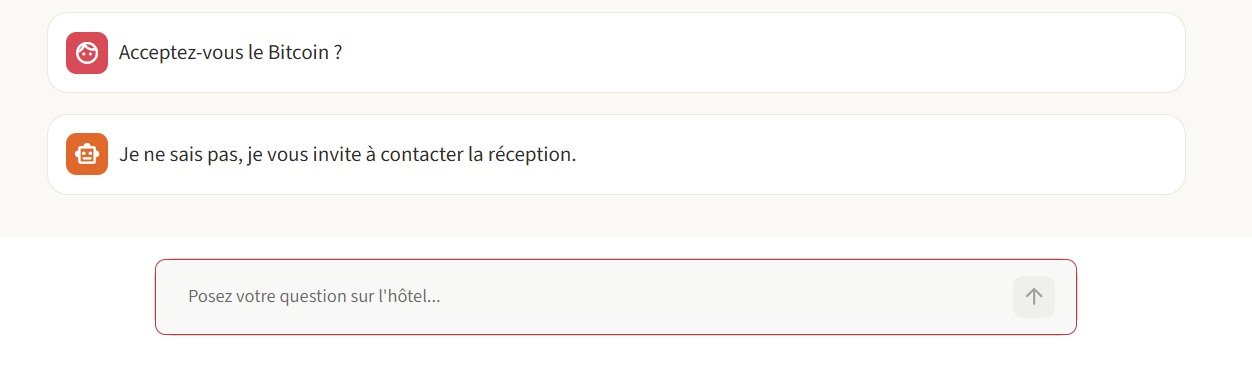 Acceptez-vous le Bitcoin ?
Je ne sais pas, je vous invite à contacter la réception.
Posez votre question sur l'hôtel...